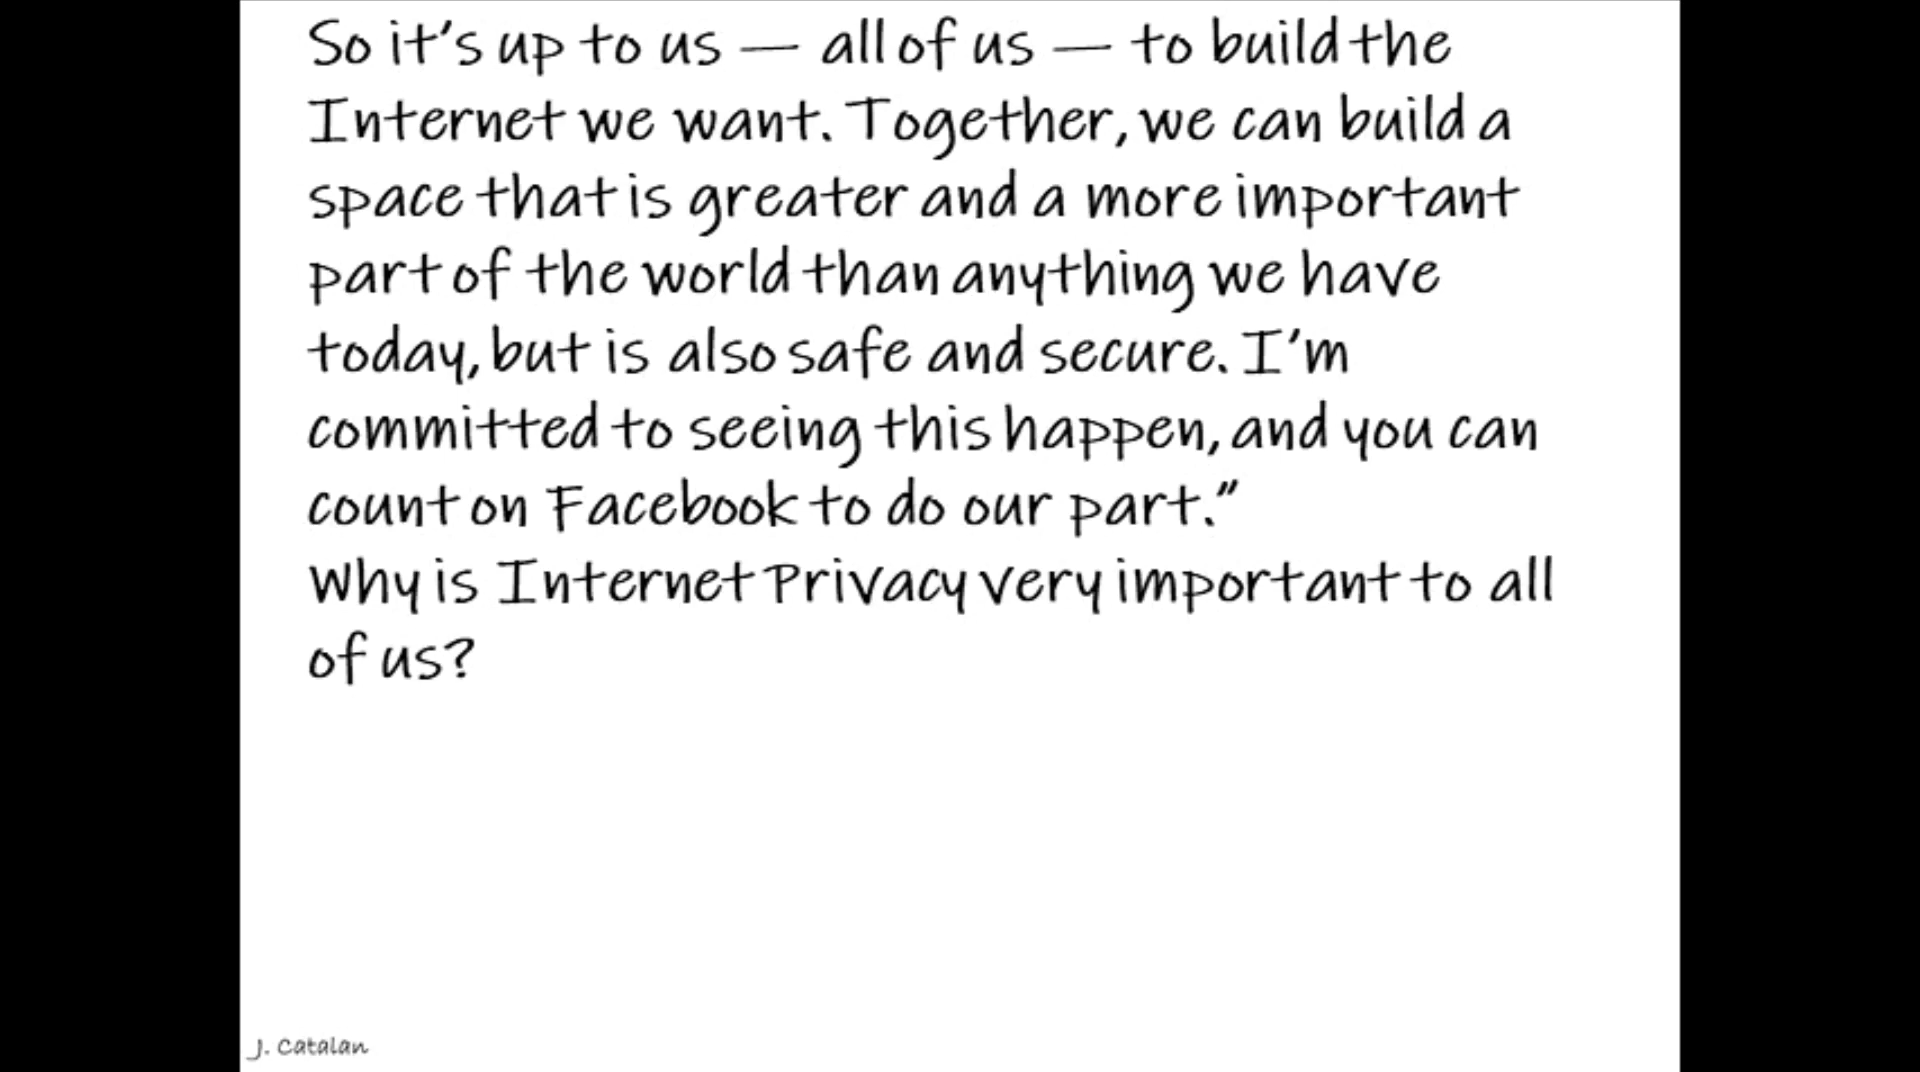 So it's up to us — all of us — to build the
Internet we want. Together, we can build a
space that is greater and a more important
part of the world than anything we have
today, but is also safe and secure. I'm
committed to seeing this happen, and you can
count on Facebook to do our part.”
Why is Internet Privacy very important to all
of us?
J. Catalan